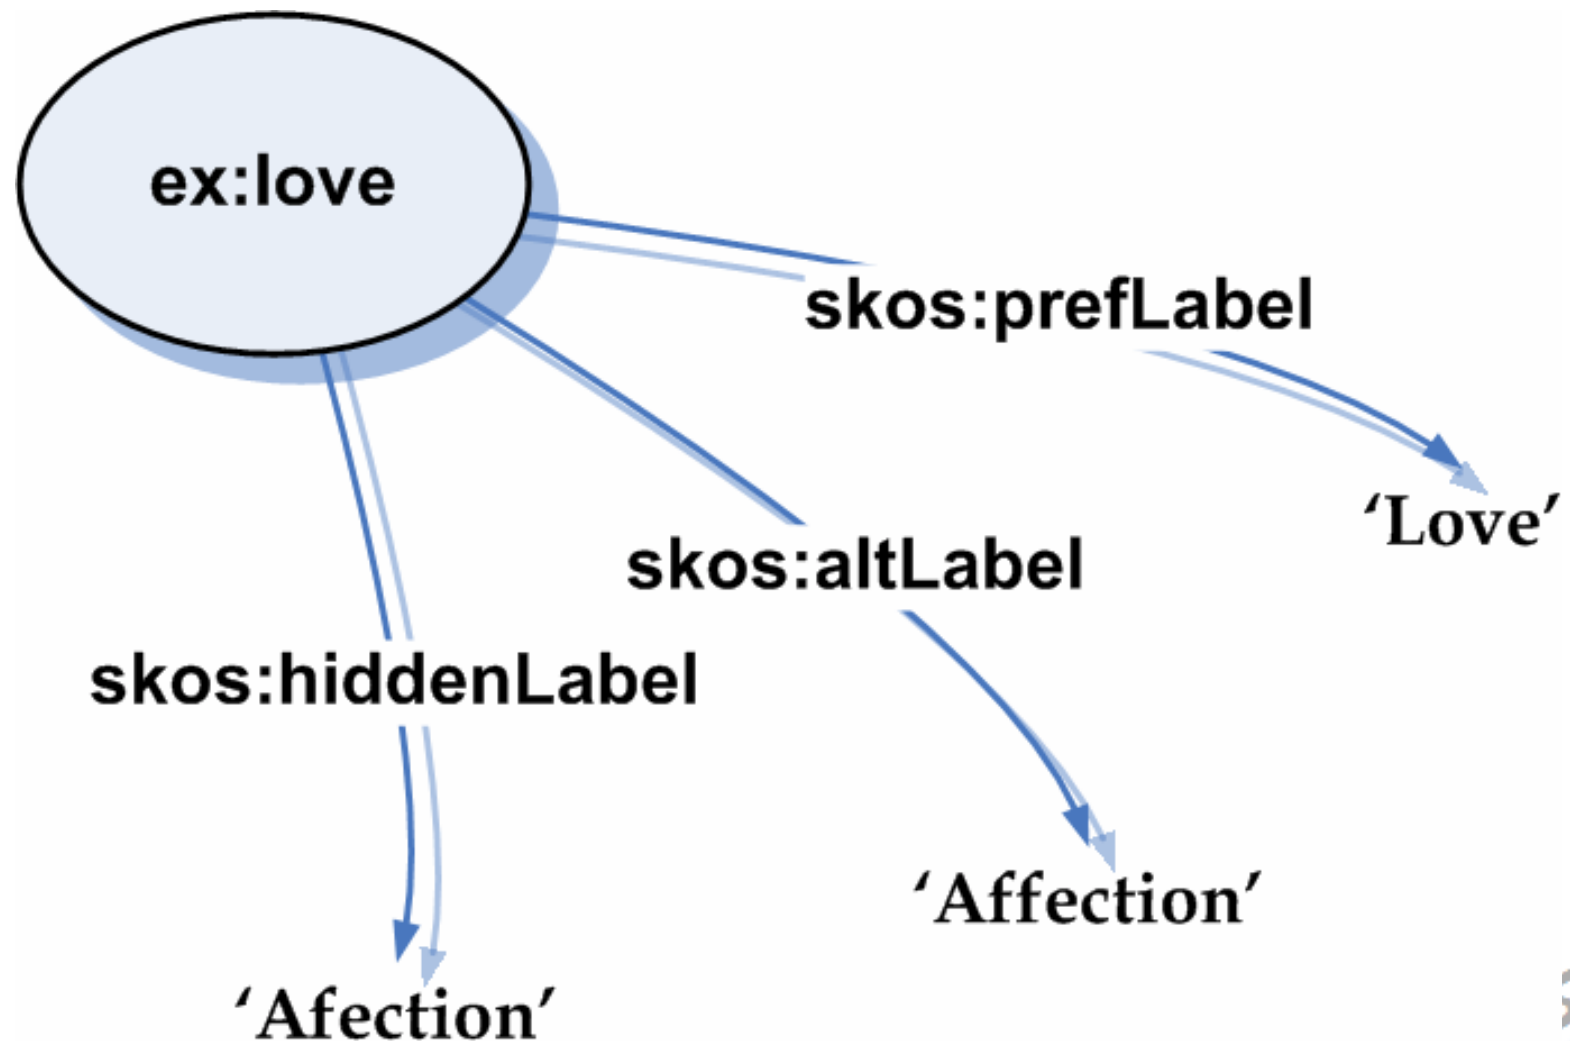 ex:love
skos:prefLabel
‘Love’
skos:altLabel
skos:hiddenLabel
‘Affection’
‘Afection’